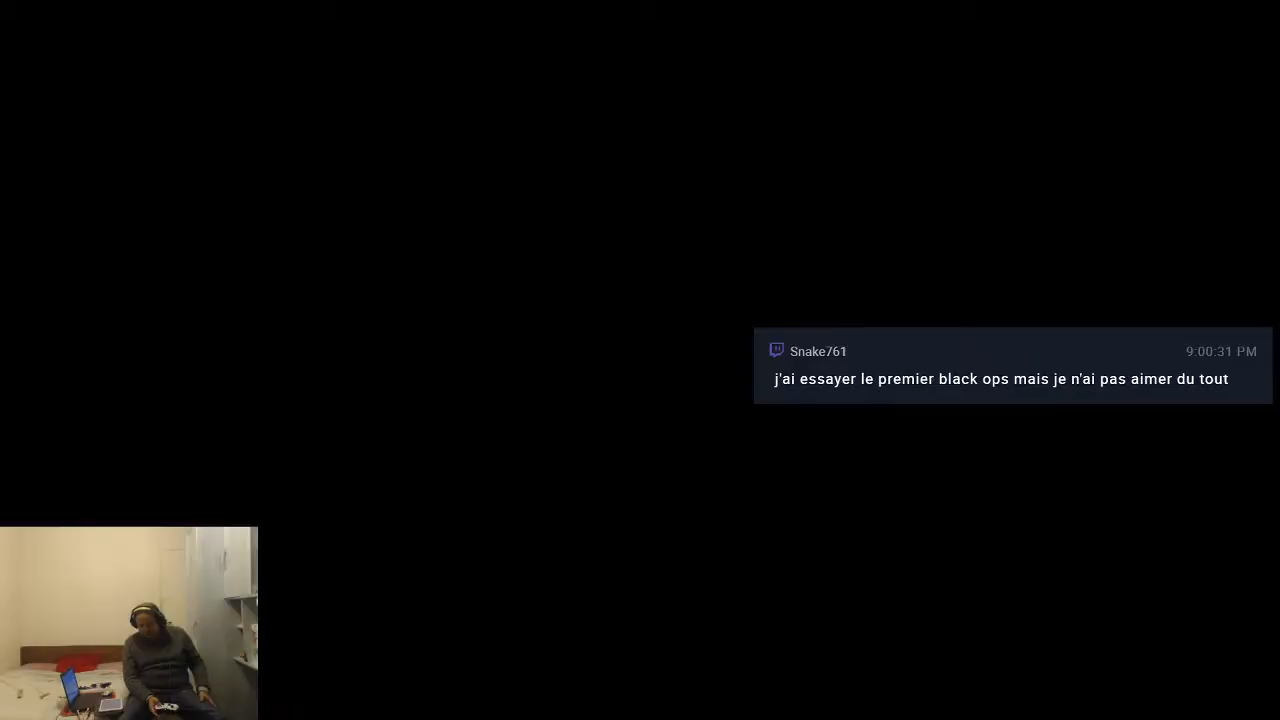 Snake761 9:00:31 PM
j'ai essayer le premier black ops mais je n'ai pas aimer du tout